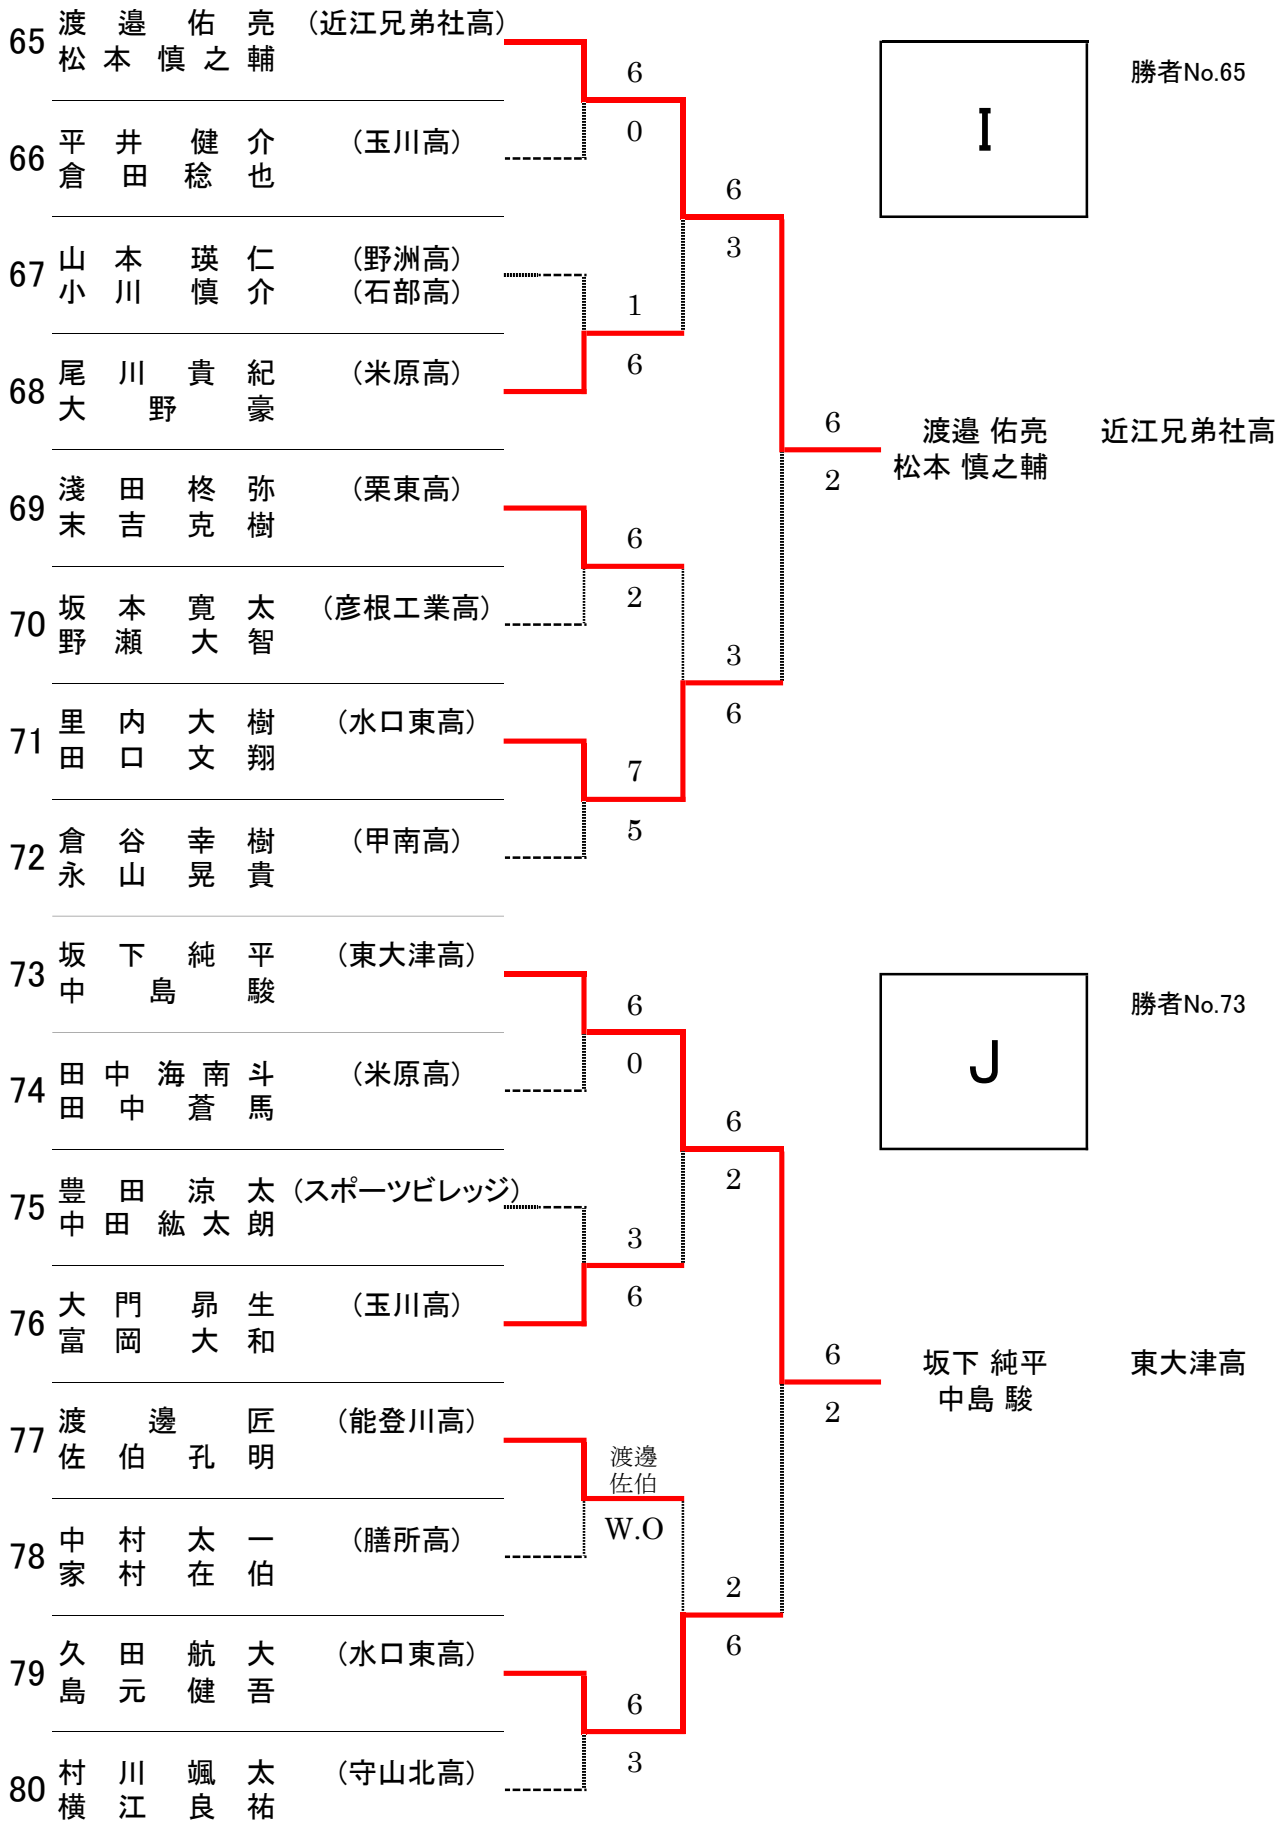 65 渡邉佑亮 (近江兄弟社高)
松本慎之輔
6
0
66 平井健介 (玉川高)
倉田稔也
6
3
67 山本瑛仁 (野洲高)
小川慎介 (石部高)
1
6
68 尾川貴紀 (米原高)
大野豪
69 淺田柊弥 (栗東高)
末吉克樹
6
2
70 坂本寛太 (彦根工業高)
野瀬大智
3
6
71 里内大樹 (水口東高)
田口文翔
7
5
72 倉谷幸樹 (甲南高)
永山晃貴
I
勝者No.65
6
2
渡邉 佑亮 近江兄弟社高
松本 慎之輔
73 坂下純平 (東大津高)
中島駿
6
0
74 田中海南斗 (米原高)
田中蒼馬
6
2
75 豊田涼太 (スポーツビレッジ)
中田紘太朗
3
6
76 大門昴生 (玉川高)
富岡大和
77 渡邊匠 (能登川高)
佐伯孔明
渡邊
佐伯
W.O
78 中村太一 (膳所高)
家村在伯
2
6
79 久田航大 (水口東高)
島元健吾
6
3
80 村川颯太 (守山北高)
横江良祐
J
勝者No.73
6
2
坂下 純平 東大津高
中島 駿